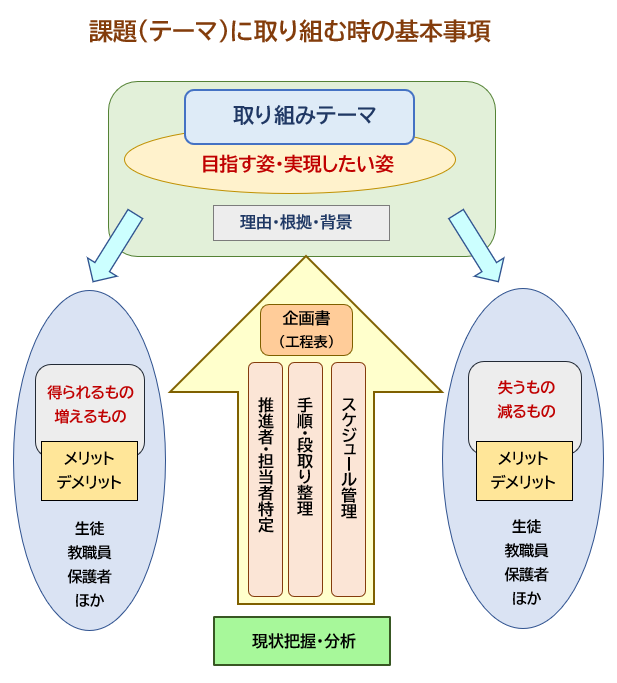 課題(テーマ)に取り組む時の基本事項
取り組みテーマ
目指す姿・実現したい姿
理由・根拠・背景
得られるもの
増えるもの
メリット
デメリット
生徒
教職員
保護者
ほか
企画書
(工程表)
推進者・担当者特定
手順・段取り整理
スケジュール管理
失うもの
減るもの
メリット
デメリット
生徒
教職員
保護者
ほか
現状把握・分析